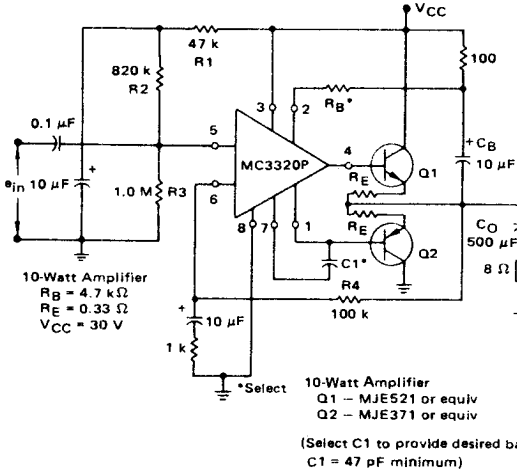 VCC
47 k
R1
820 k
R2
100
3
2
RB*
0.1 µF
5
4
+ CB
10 µF
MC3320P
RE
Q1
ein
10 µF
+
1.0 M
R3
6
8
7
1
RE
Q2
CO
500 µF
8 Ω
C1*
R4
100 k
10-Watt Amplifier
RB = 4.7 kΩ
RE = 0.33 Ω
VCC = 30 V
+
10 µF
1 k
*Select
10-Watt Amplifier
Q1 – MJE521 or equiv
Q2 – MJE371 or equiv
(Select C1 to provide desired
C1 = 47 pF minimum)